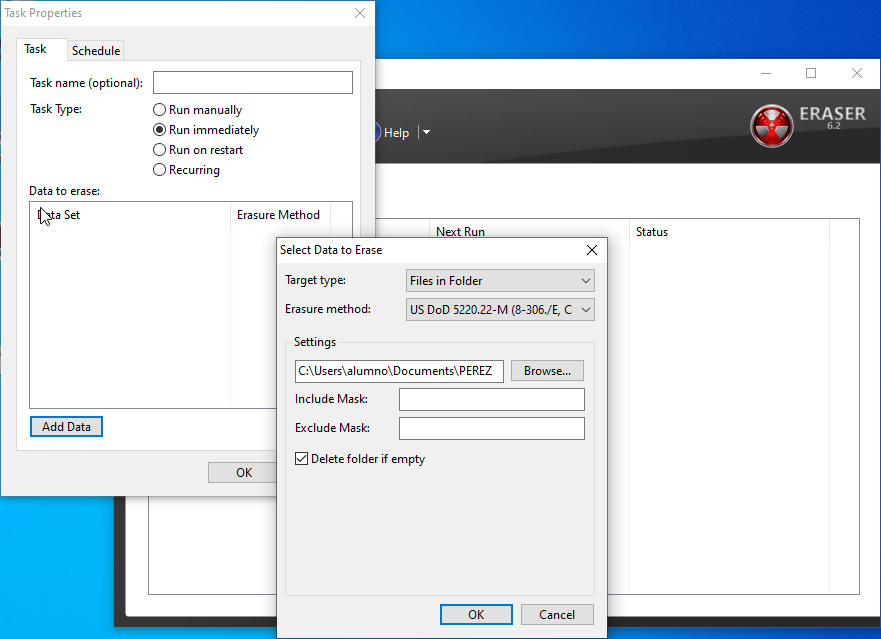 Task Properties
Task
Schedule
Task name (optional):
Task Type:
Run manually
Run immediately
Run on restart
Recurring
Data to erase:
Data Set
Erasure Method
Add Data
OK
Help
ERASER
6.2
Next Run
Status
Select Data to Erase
Target type:
Files in Folder
Erasure method:
US DoD 5220.22-M (8-306./E, C
Settings
C:\Users\alumno\Documents\PEREZ
Browse...
Include Mask:
Exclude Mask:
Delete folder if empty
OK
Cancel